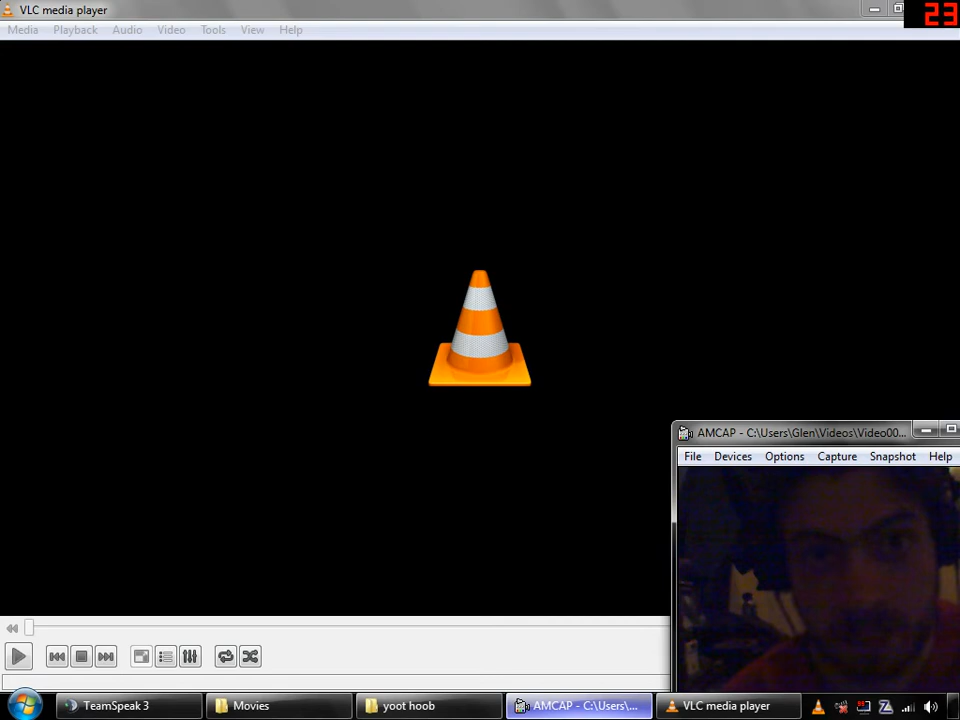 VLC media player
23
Media Playback Audio Video Tools View Help
AMCAP - C:\Users\Glen\Videos\Video00...
File Devices Options Capture Snapshot Help
TeamSpeak 3
Movies
yoot hoob
AMCAP - C:\Users\...
VLC media player